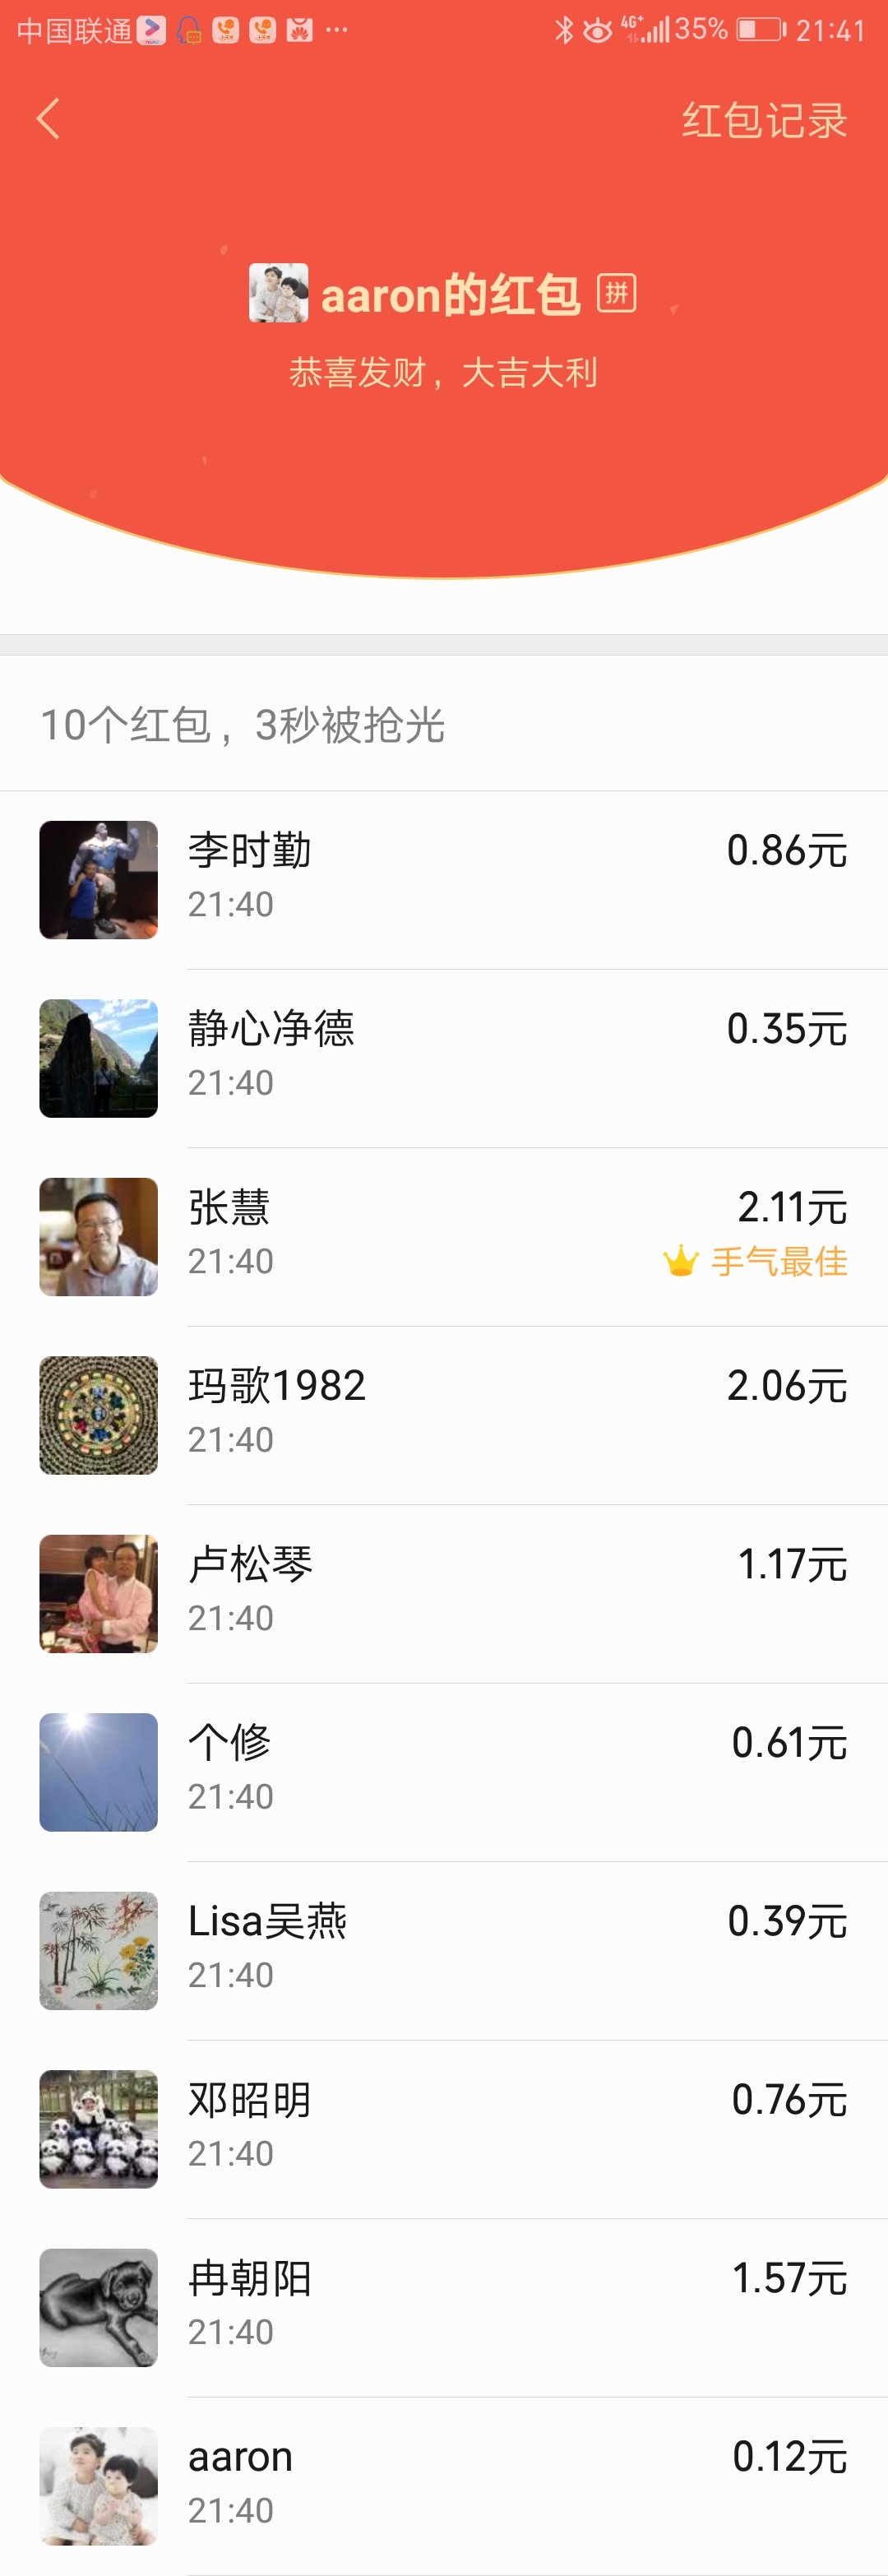 中国联通 ... 4G+ 35% 21:41
红包记录
aaron的红包 拼
恭喜发财，大吉大利
10个红包，3秒被抢光
李时勤 0.86元
21:40
静心净德 0.35元
21:40
张慧 2.11元
21:40 手气最佳
玛歌1982 2.06元
21:40
卢松琴 1.17元
21:40
个修 0.61元
21:40
Lisa吴燕 0.39元
21:40
邓昭明 0.76元
21:40
冉朝阳 1.57元
21:40
aaron 0.12元
21:40